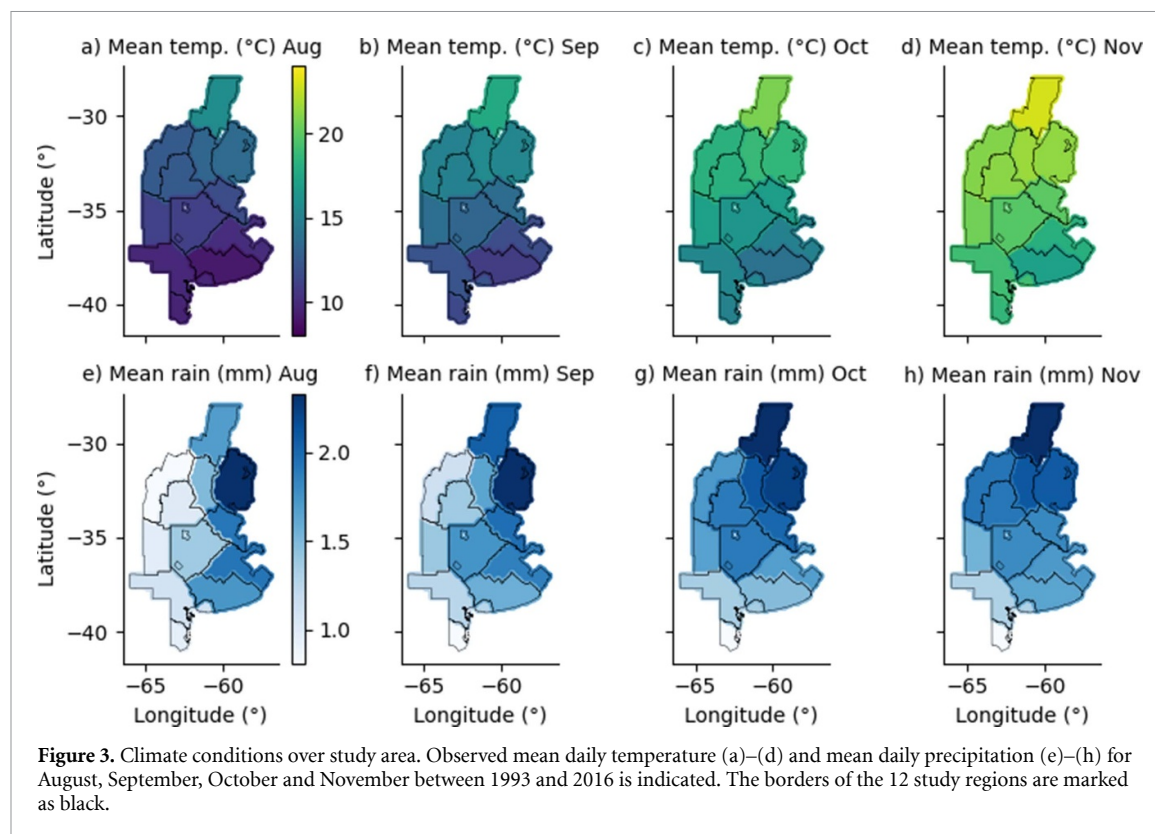 a) Mean temp. (°C) Aug
b) Mean temp. (°C) Sep
c) Mean temp. (°C) Oct
d) Mean temp. (°C) Nov
Latitude (°)
−30
−35
−40
20
15
10
e) Mean rain (mm) Aug
f) Mean rain (mm) Sep
g) Mean rain (mm) Oct
h) Mean rain (mm) Nov
Latitude (°)
−30
−35
−40
2.0
1.5
1.0
−65 −60
−65 −60
−65 −60
−65 −60
Longitude (°)
Longitude (°)
Longitude (°)
Longitude (°)
Figure 3. Climate conditions over study area. Observed mean daily temperature (a)–(d) and mean daily precipitation (e)–(h) for
August, September, October and November between 1993 and 2016 is indicated. The borders of the 12 study regions are marked
as black.